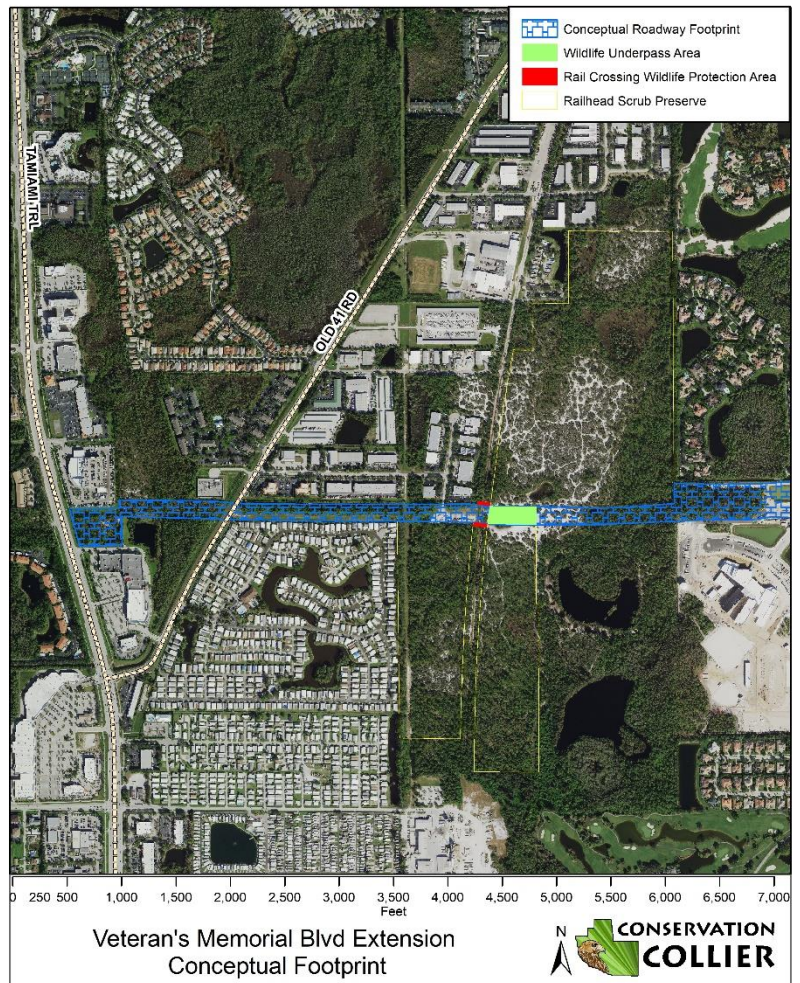 Conceptual Roadway Footprint
Wildlife Underpass Area
Rail Crossing Wildlife Protection Area
Railhead Scrub Preserve
TAMIAMI TRL
OLD 41 RD
0 250 500 1,000 1,500 2,000 2,500 3,000 3,500 4,000 4,500 5,000 5,500 6,000 6,500 7,000
Feet
Veteran's Memorial Blvd Extension
Conceptual Footprint
N
CONSERVATION
COLLIER